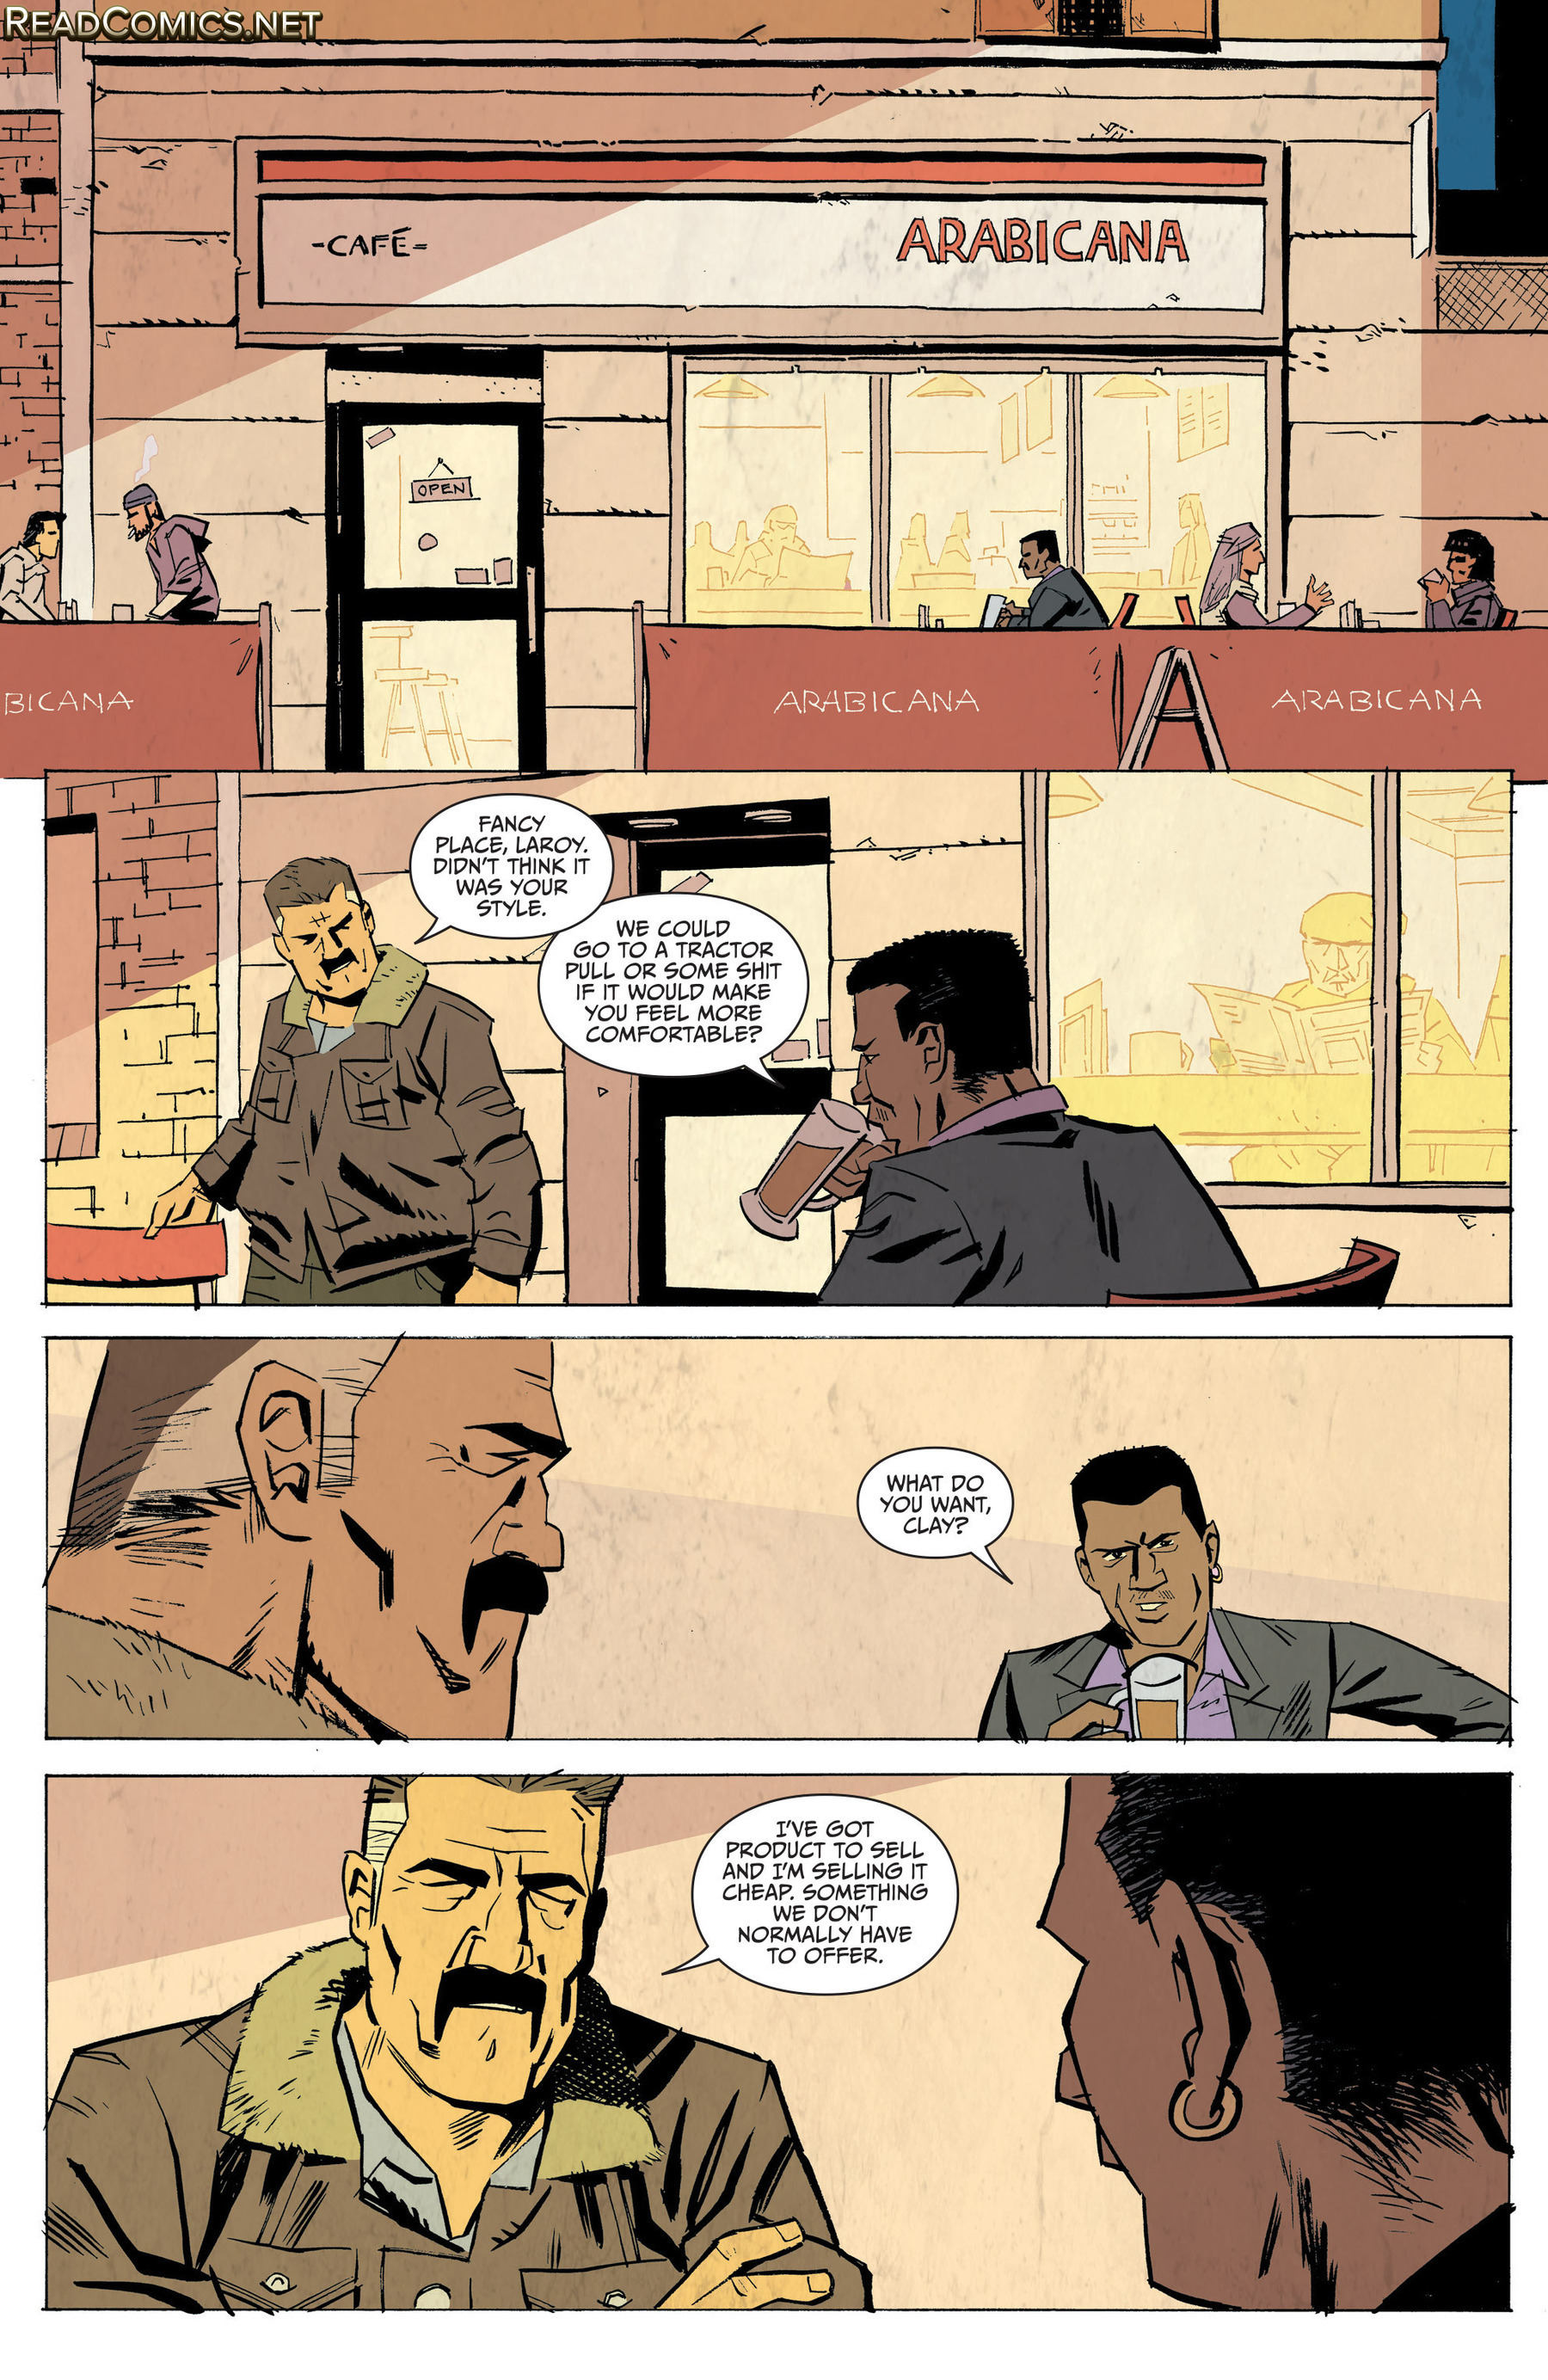 READCOMICS.NET
-CAFÉ-
ARABICANA
OPEN
BICANA
ARABICANA
ARABICANA
FANCY
PLACE, LAROY.
DIDN'T THINK IT
WAS YOUR
STYLE.
WE COULD
GO TO A TRACTOR
PULL OR SOME SHIT
IF IT WOULD MAKE
YOU FEEL MORE
COMFORTABLE?
WHAT DO
YOU WANT,
CLAY?
I'VE GOT
PRODUCT TO SELL
AND I'M SELLING IT
CHEAP. SOMETHING
WE DON'T
NORMALLY HAVE
TO OFFER.